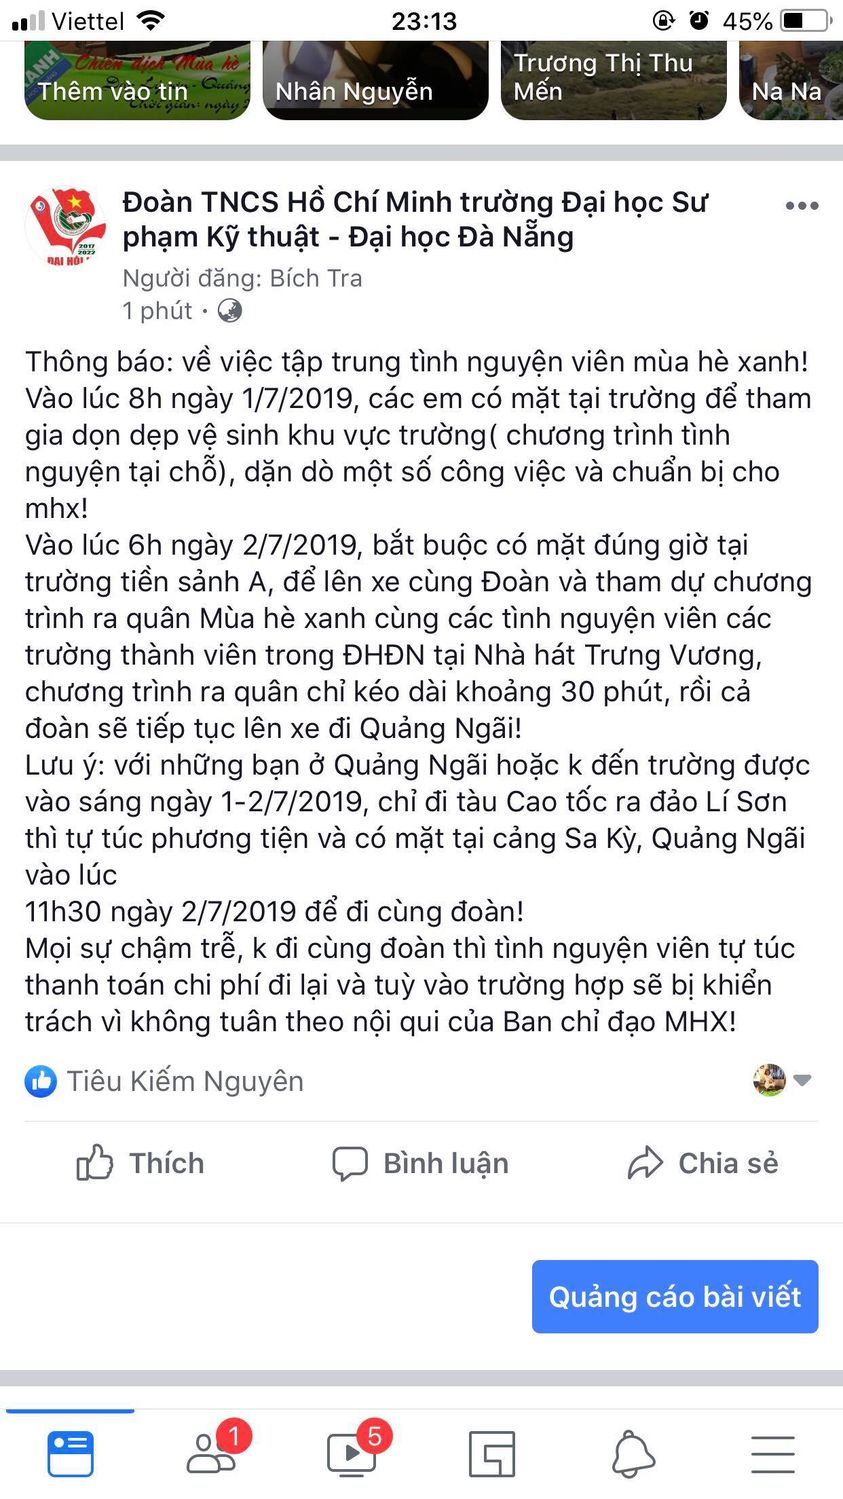 Viettel
23:13
45%
Chiến dịch Mùa hè
Thêm vào tin
Nhân Nguyễn
Trương Thị Thu
Mến
Na Na
Đoàn TNCS Hồ Chí Minh trường Đại học Sư
phạm Kỹ thuật - Đại học Đà Nẵng
Người đăng: Bích Tra
1 phút ·
2017
2022
ĐẠI HỘI
Thông báo: về việc tập trung tình nguyện viên mùa hè xanh!
Vào lúc 8h ngày 1/7/2019, các em có mặt tại trường để tham
gia dọn dẹp vệ sinh khu vực trường( chương trình tình
nguyện tại chỗ), dặn dò một số công việc và chuẩn bị cho
mhx!
Vào lúc 6h ngày 2/7/2019, bắt buộc có mặt đúng giờ tại
trường tiền sảnh A, để lên xe cùng Đoàn và tham dự chương
trình ra quân Mùa hè xanh cùng các tình nguyện viên các
trường thành viên trong ĐHĐN tại Nhà hát Trưng Vương,
chương trình ra quân chỉ kéo dài khoảng 30 phút, rồi cả
đoàn sẽ tiếp tục lên xe đi Quảng Ngãi!
Lưu ý: với những bạn ở Quảng Ngãi hoặc k đến trường được
vào sáng ngày 1-2/7/2019, chỉ đi tàu Cao tốc ra đảo Lí Sơn
thì tự túc phương tiện và có mặt tại cảng Sa Kỳ, Quảng Ngãi
vào lúc
11h30 ngày 2/7/2019 để đi cùng đoàn!
Mọi sự chậm trễ, k đi cùng đoàn thì tình nguyện viên tự túc
thanh toán chi phí đi lại và tuỳ vào trường hợp sẽ bị khiển
trách vì không tuân theo nội qui của Ban chỉ đạo MHX!
Tiêu Kiếm Nguyên
Thích
Bình luận
Chia sẻ
Quảng cáo bài viết
1
5